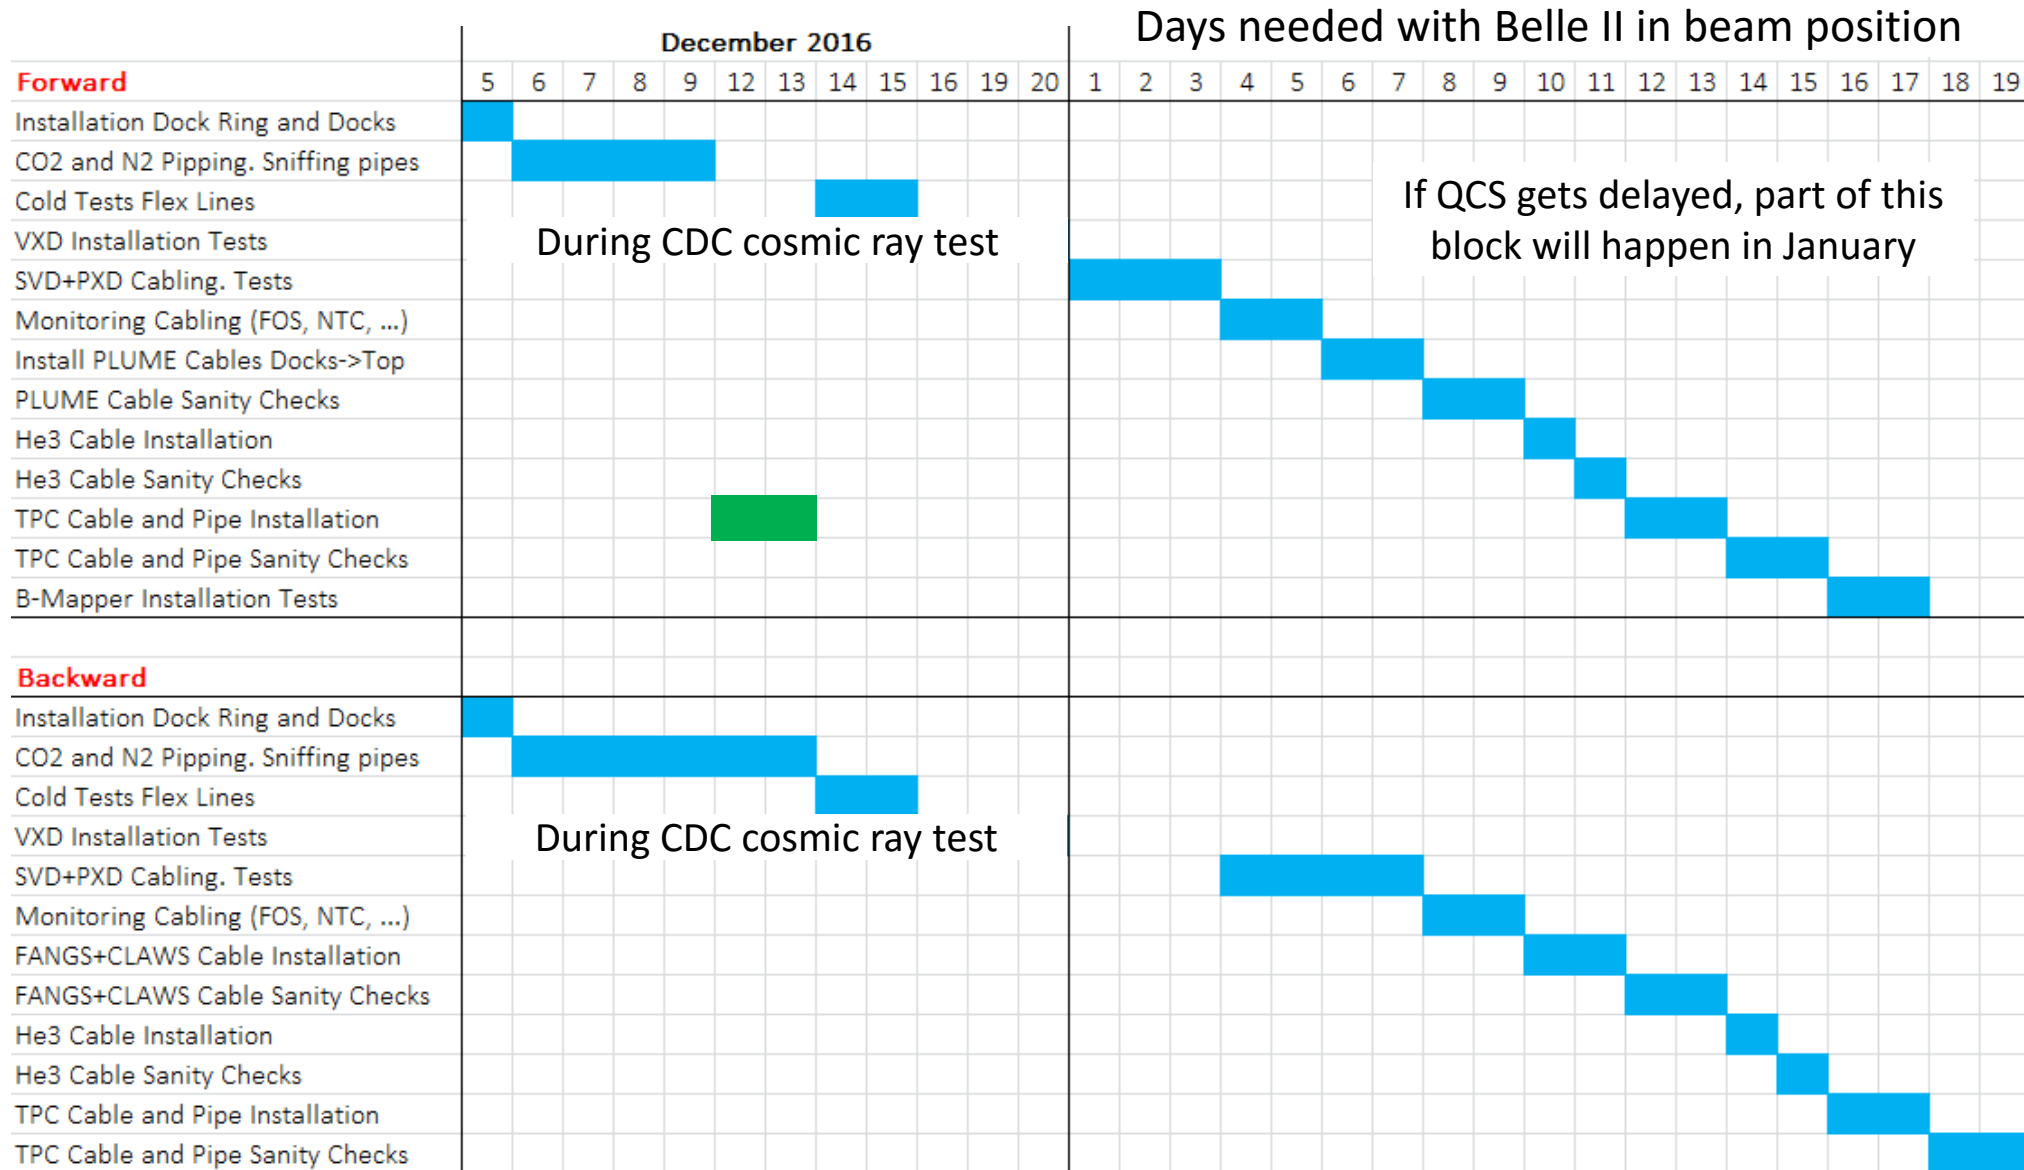 Days needed with Belle II in beam position
December 2016
Forward 5 6 7 8 9 12 13 14 15 16 19 20 1 2 3 4 5 6 7 8 9 10 11 12 13 14 15 16 17 18 19
Installation Dock Ring and Docks
CO2 and N2 Pipping. Sniffing pipes
Cold Tests Flex Lines
VXD Installation Tests
During CDC cosmic ray test
If QCS gets delayed, part of this
block will happen in January
SVD+PXD Cabling. Tests
Monitoring Cabling (FOS, NTC, ...)
Install PLUME Cables Docks->Top
PLUME Cable Sanity Checks
He3 Cable Installation
He3 Cable Sanity Checks
TPC Cable and Pipe Installation
TPC Cable and Pipe Sanity Checks
B-Mapper Installation Tests
Backward
Installation Dock Ring and Docks
CO2 and N2 Pipping. Sniffing pipes
Cold Tests Flex Lines
VXD Installation Tests
During CDC cosmic ray test
SVD+PXD Cabling. Tests
Monitoring Cabling (FOS, NTC, ...)
FANGS+CLAWS Cable Installation
FANGS+CLAWS Cable Sanity Checks
He3 Cable Installation
He3 Cable Sanity Checks
TPC Cable and Pipe Installation
TPC Cable and Pipe Sanity Checks